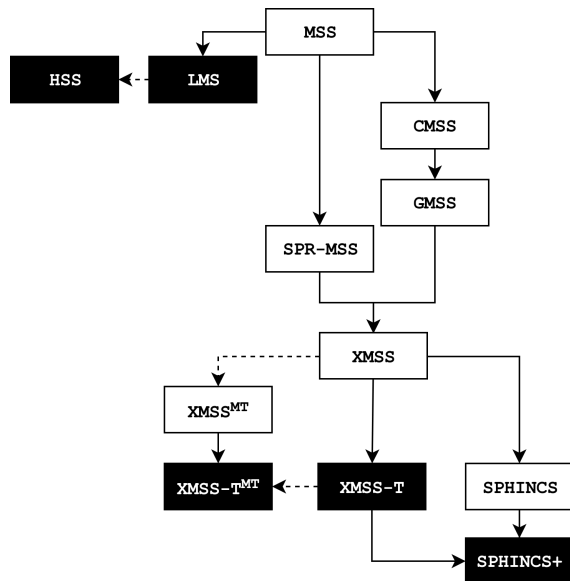 MSS
HSS
LMS
CMSS
GMSS
SPR-MSS
XMSS
XMSS^MT
XMSS-T^MT
XMSS-T
SPHINCS
SPHINCS+